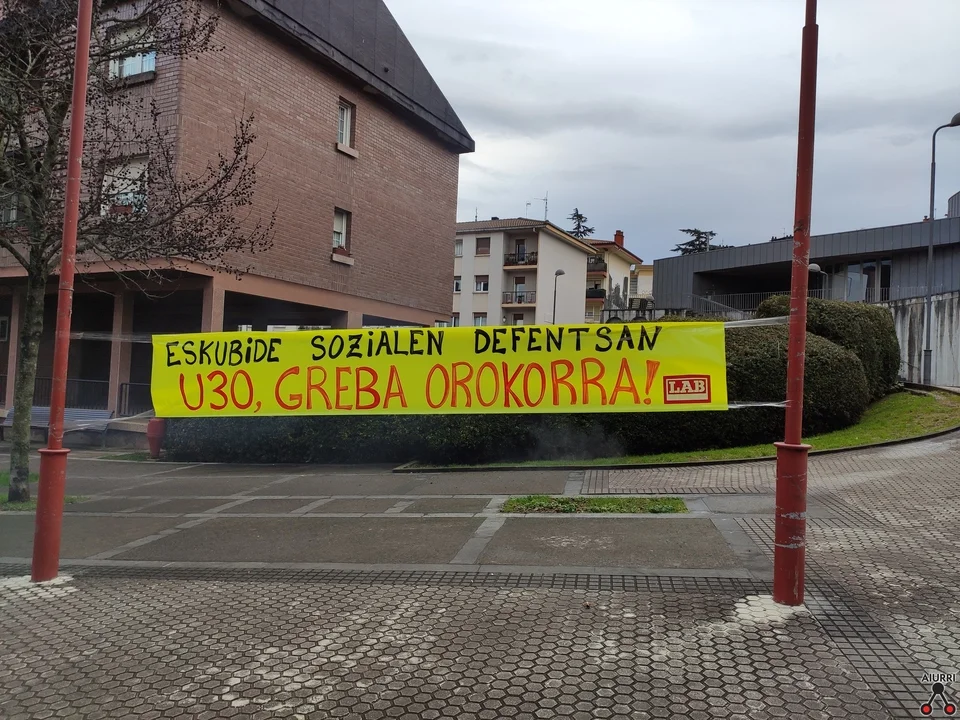 ESKUBiDE SOZiALEN DEFENTSAN
U30, GREBA OROKORRA!
LAB
AIURRI